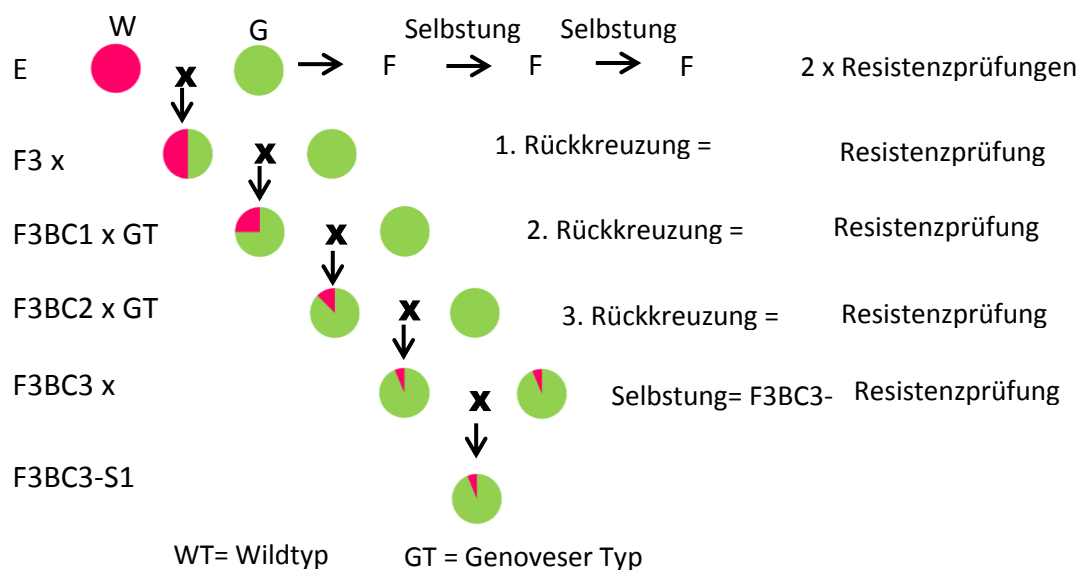 W G Selbstung Selbstung
E x F F F 2 x Resistenzprüfungen
F3 x x 1. Rückkreuzung = Resistenzprüfung
F3BC1 x GT x 2. Rückkreuzung = Resistenzprüfung
F3BC2 x GT x 3. Rückkreuzung = Resistenzprüfung
F3BC3 x x Selbstung= F3BC3- Resistenzprüfung
F3BC3-S1
WT= Wildtyp GT = Genoveser Typ